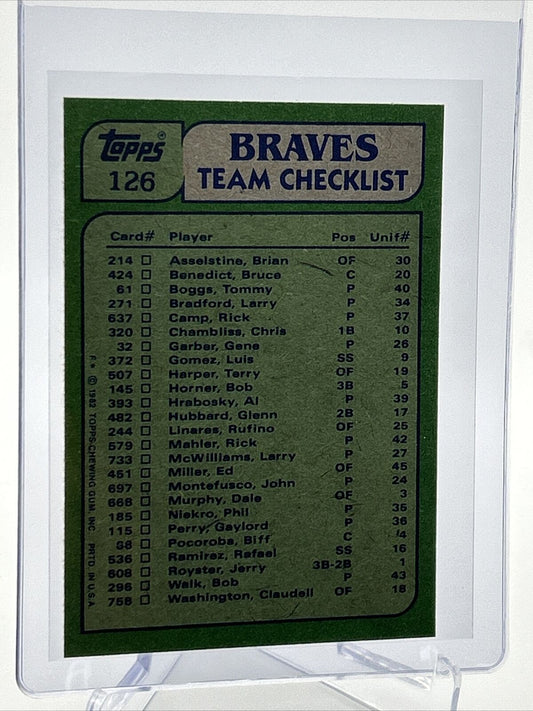 Topps®
126
BRAVES
TEAM CHECKLIST
Card# Player Pos Unif#
214 Asselstine, Brian OF 30
424 Benedict, Bruce C 20
61 Boggs, Tommy P 40
271 Bradford, Larry P 34
637 Camp, Rick P 37
320 Chambliss, Chris 1B 10
32 Garber, Gene P 26
372 Gomez, Luis SS 9
507 Harper, Terry OF 19
145 Horner, Bob 3B 5
393 Hrabosky, Al P 39
482 Hubbard, Glenn 2B 17
244 Linares, Rufino OF 25
579 Mahler, Rick P 42
733 McWilliams, Larry P 27
451 Miller, Ed OF 45
697 Montefusco, John P 24
668 Murphy, Dale OF 3
185 Niekro, Phil P 35
115 Perry, Gaylord P 36
68 Pocoroba, Biff C 4
536 Ramirez, Rafael SS 16
608 Royster, Jerry 3B-2B 1
296 Walk, Bob P 43
758 Washington, Claudell OF 18
F.* © 1982 TOPPS CHEWING GUM, INC. PRTD. IN U.S.A.